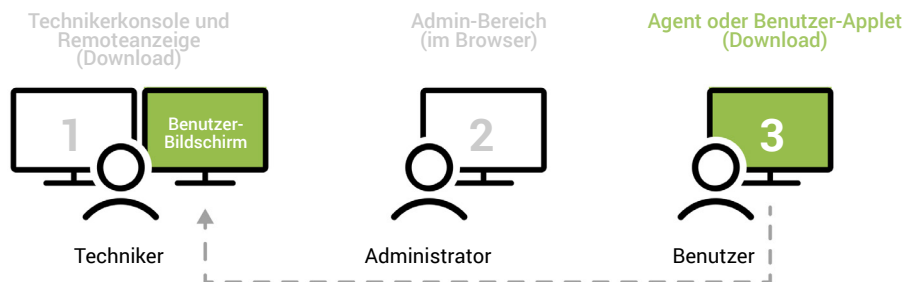 Technikerkonsole und
Remoteanzeige
(Download)
Admin-Bereich
(im Browser)
Agent oder Benutzer-Applet
(Download)
1
Benutzer-
Bildschirm
2
3
Techniker
Administrator
Benutzer